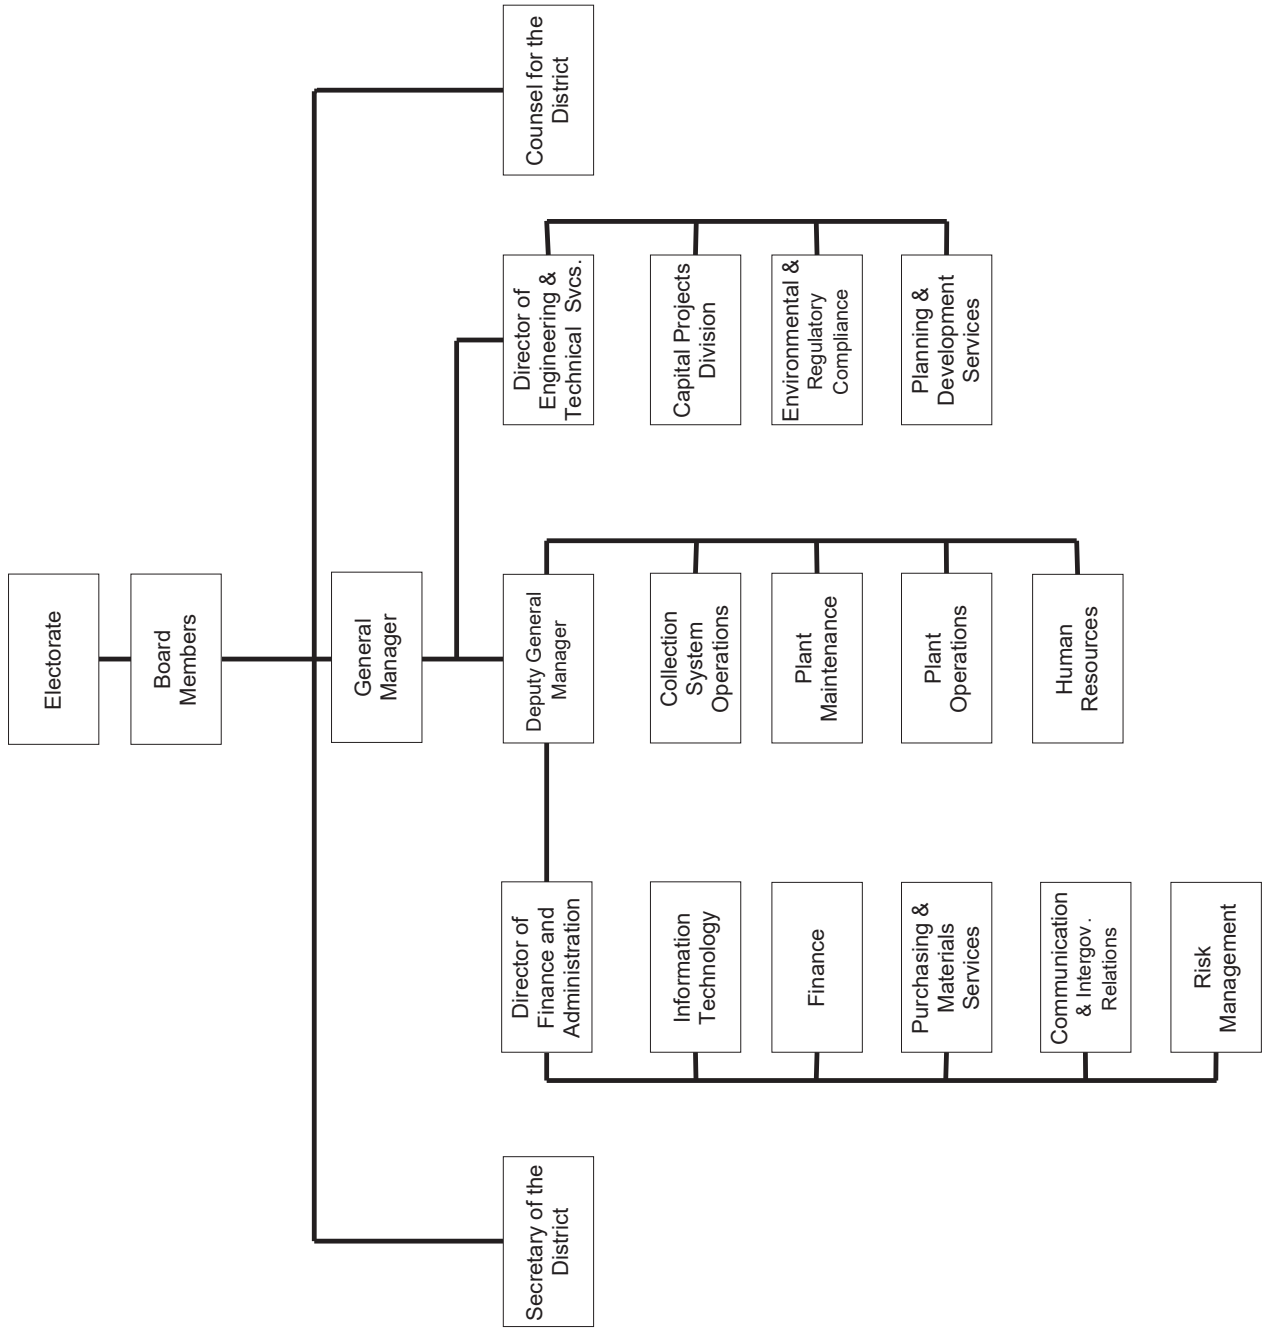 Electorate
Board
Members
General
Manager
Secretary of the
District
Director of
Finance and
Administration
Deputy General
Manager
Director of
Engineering &
Technical Svcs.
Counsel for the
District
Information
Technology
Collection
System
Operations
Capital Projects
Division
Finance
Plant
Maintenance
Environmental &
Regulatory
Compliance
Purchasing &
Materials
Services
Plant
Operations
Planning &
Development
Services
Communication
& Intergov.
Relations
Human
Resources
Risk
Management